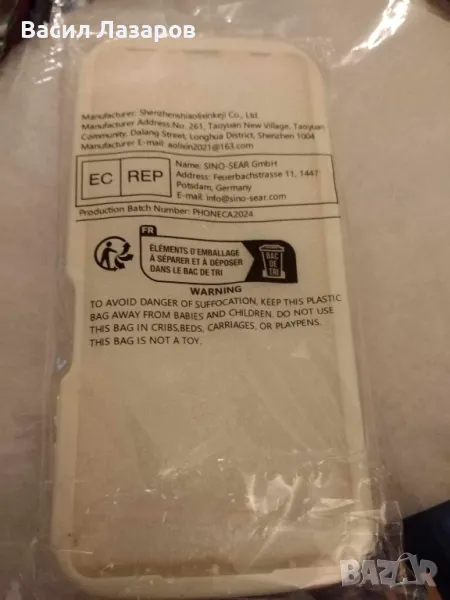 Васил Лазаров
Manufacturer: Shenzhenshiaolixinkeji Co., Ltd.
Manufacturer Address:No. 261, Taoyuan New Village, Taoyuan
Community, Dalang Street, Longhua District, Shenzhen 1004
Manufacturer E-mail: aolixin2021@163.com
EC REP
Name: SINO-SEAR GmbH
Address: Feuerbachstrasse 11, 1447
Potsdam, Germany
E-mail: info@sino-sear.com
Production Batch Number: PHONECA2024
FR
ÉLÉMENTS D'EMBALLAGE
À SÉPARER ET À DÉPOSER
DANS LE BAC DE TRI
BAC
DE
TRI
WARNING
TO AVOID DANGER OF SUFFOCATION, KEEP THIS PLASTIC
BAG AWAY FROM BABIES AND CHILDREN. DO NOT USE
THIS BAG IN CRIBS,BEDS, CARRIAGES, OR PLAYPENS.
THIS BAG IS NOT A TOY.
BAZAR